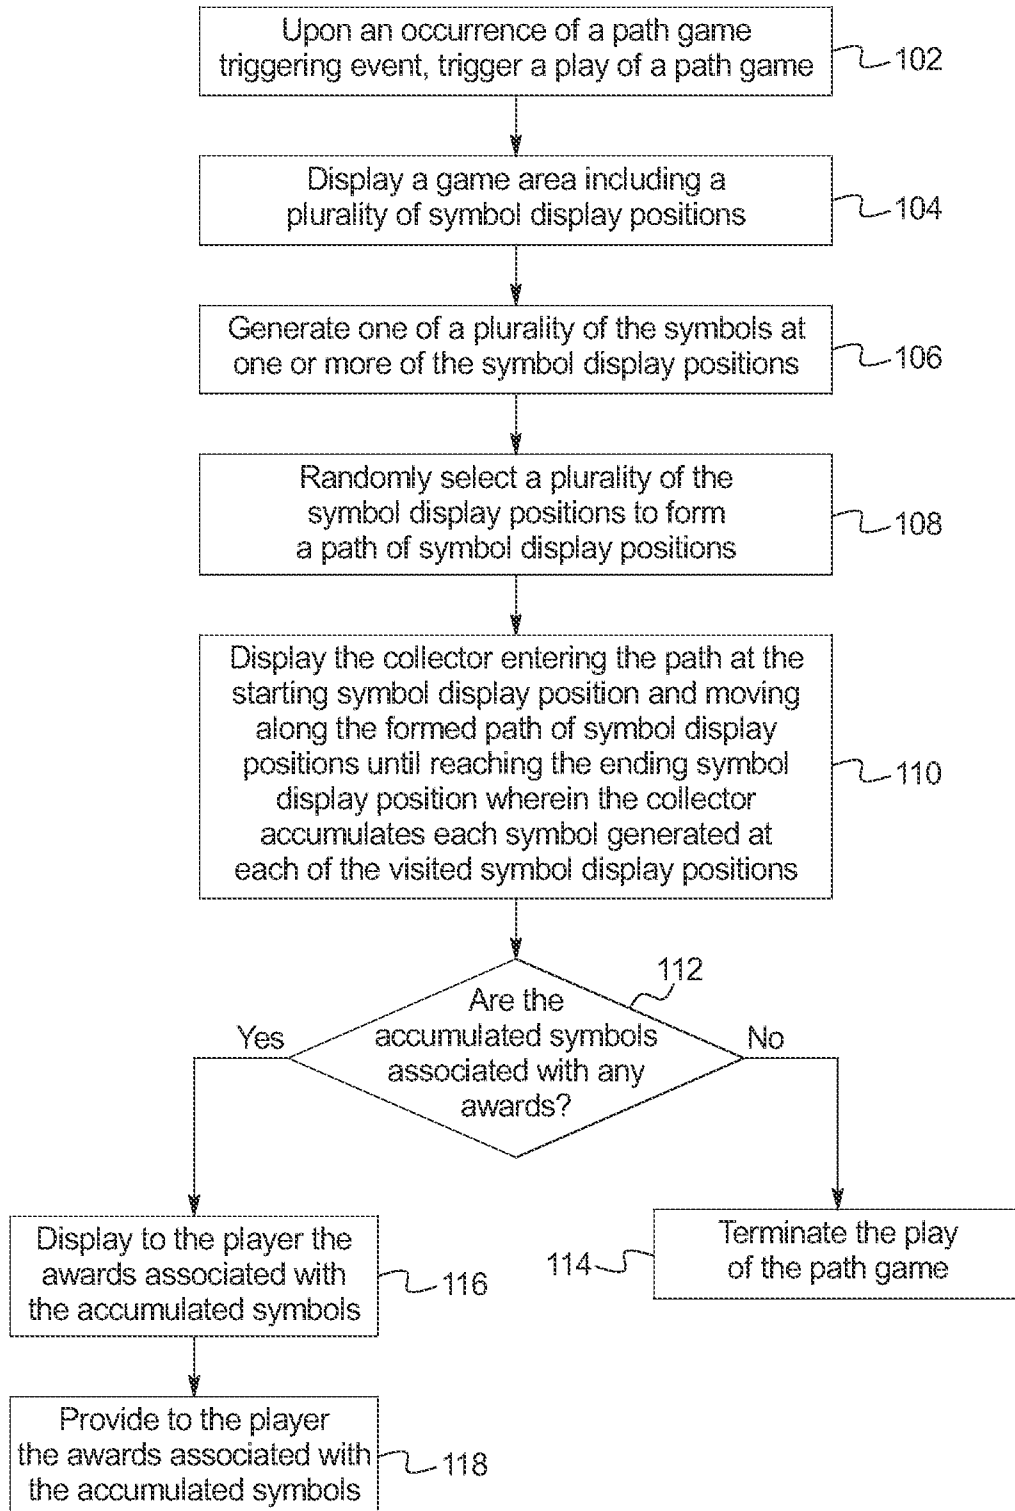 Upon an occurrence of a path game
triggering event, trigger a play of a path game
102
Display a game area including a
plurality of symbol display positions
104
Generate one of a plurality of the symbols at
one or more of the symbol display positions
106
Randomly select a plurality of the
symbol display positions to form
a path of symbol display positions
108
Display the collector entering the path at the
starting symbol display position and moving
along the formed path of symbol display
positions until reaching the ending symbol
display position wherein the collector
accumulates each symbol generated at
each of the visited symbol display positions
110
112
Are the
accumulated symbols
associated with any
awards?
Yes
No
Display to the player the
awards associated with
the accumulated symbols
116
Terminate the play
of the path game
114
Provide to the player
the awards associated with
the accumulated symbols
118